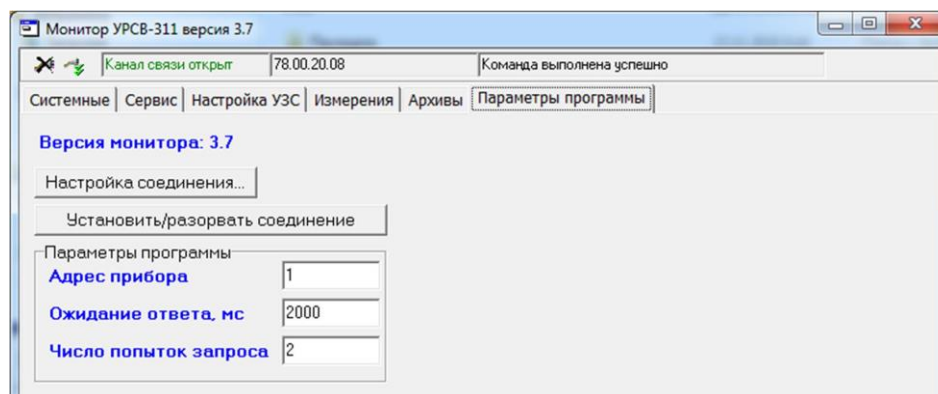 Монитор УРСВ-311 версия 3.7
Канал связи открыт 78.00.20.08 Команда выполнена успешно
Системные Сервис Настройка УЗС Измерения Архивы Параметры программы
Версия монитора: 3.7
Настройка соединения...
Установить/разорвать соединение
Параметры программы
Адрес прибора 1
Ожидание ответа, мс 2000
Число попыток запроса 2